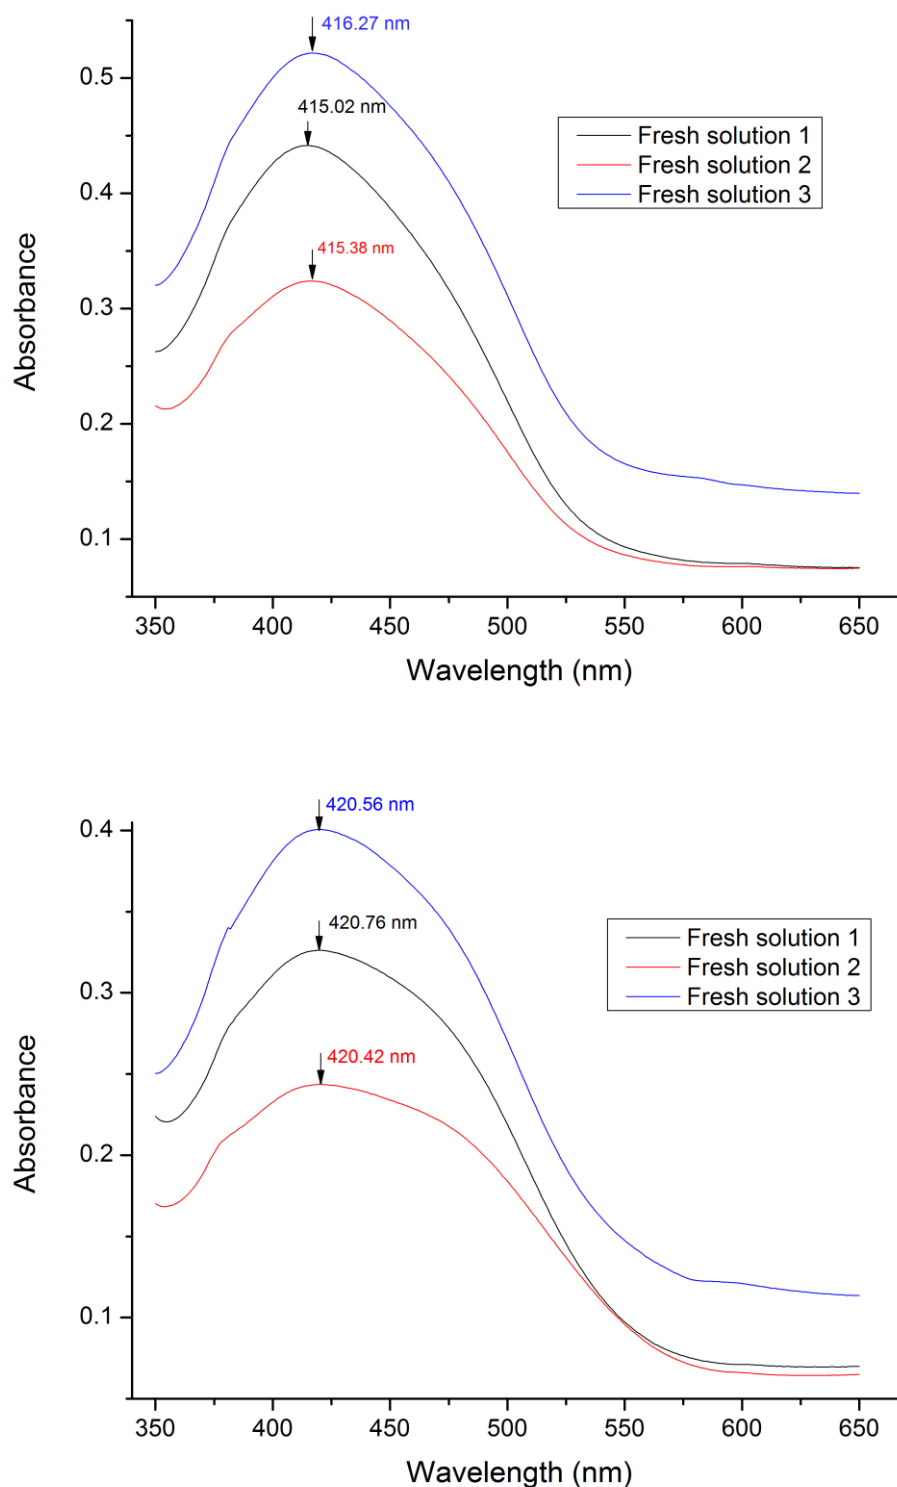 416.27 nm
0.5
415.02 nm
Fresh solution 1
Fresh solution 2
Fresh solution 3
0.4
415.38 nm
0.3
Absorbance
0.2
0.1
350 400 450 500 550 600 650
Wavelength (nm)
420.56 nm
0.4
420.76 nm
Fresh solution 1
Fresh solution 2
Fresh solution 3
0.3
420.42 nm
Absorbance
0.2
0.1
350 400 450 500 550 600 650
Wavelength (nm)